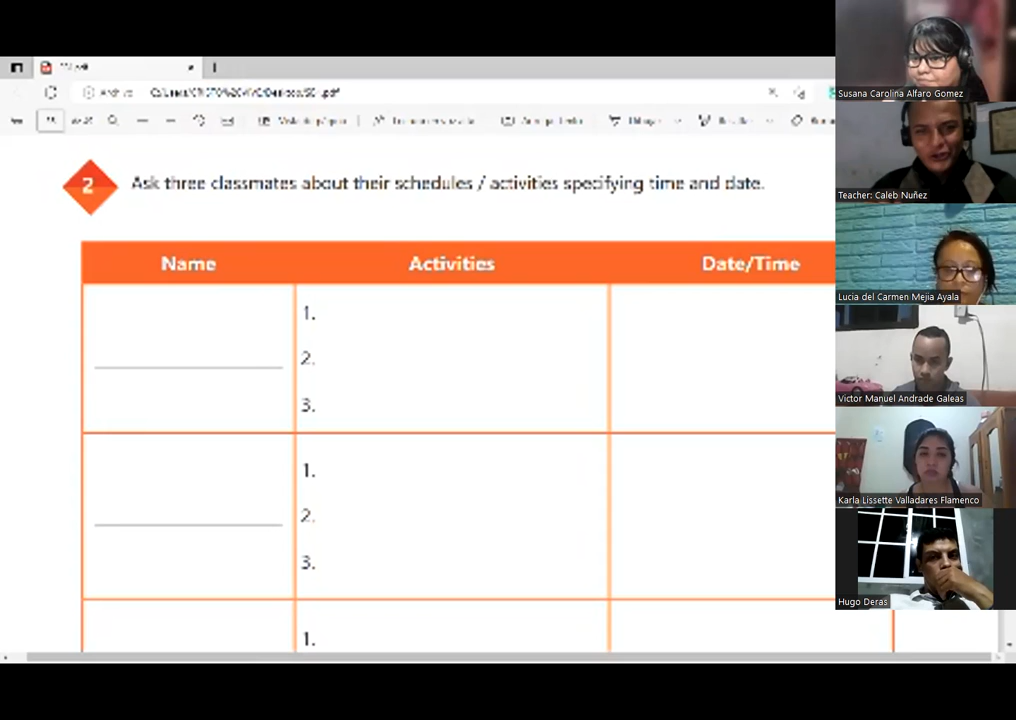 Archivo
2
Ask three classmates about their schedules / activities specifying time and date.
Name
Activities
Date/Time
1.
2.
3.
1.
2.
3.
1.
Susana Carolina Alfaro Gomez
Teacher: Caleb Nuñez
Lucia del Carmen Mejia Ayala
Victor Manuel Andrade Galeas
Karla Lissette Valladares Flamenco
Hugo Deras